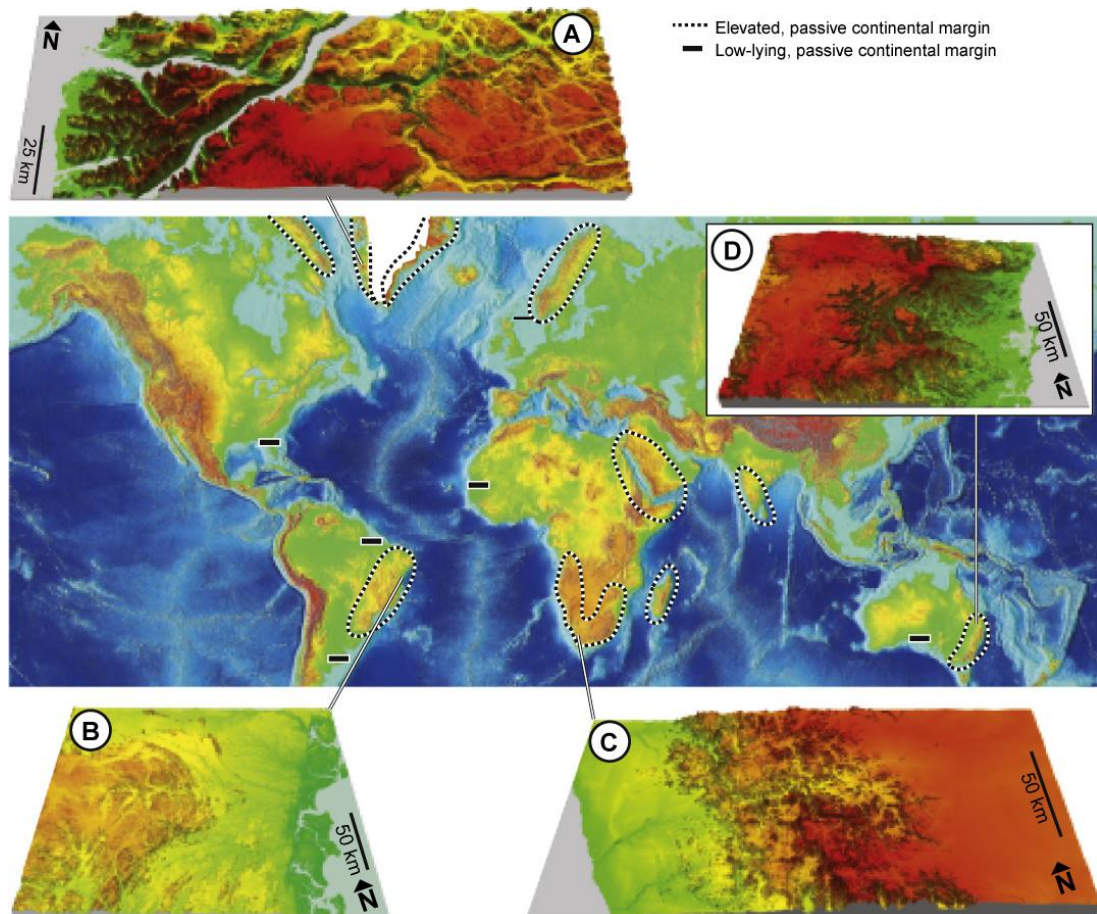 N
A
25 km
Elevated, passive continental margin
Low-lying, passive continental margin
D
50 km
N
B
50 km
N
C
50 km
N